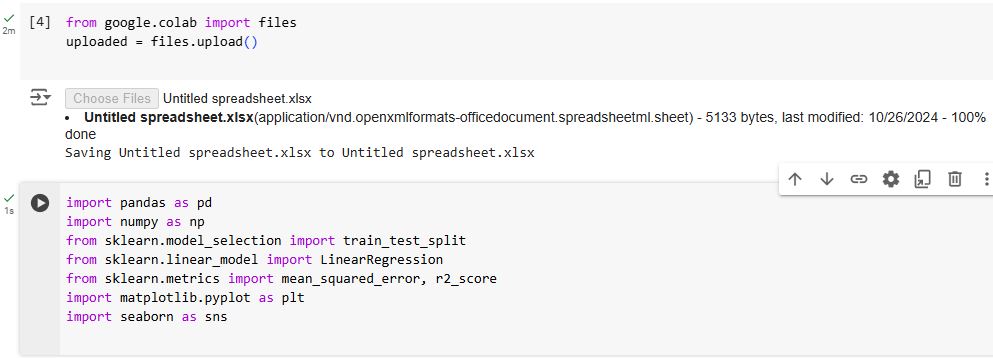 2m
[4]
from google.colab import files
uploaded = files.upload()
Choose Files Untitled spreadsheet.xlsx
• Untitled spreadsheet.xlsx(application/vnd.openxmlformats-officedocument.spreadsheetml.sheet) - 5133 bytes, last modified: 10/26/2024 - 100%
done
Saving Untitled spreadsheet.xlsx to Untitled spreadsheet.xlsx
1s
import pandas as pd
import numpy as np
from sklearn.model_selection import train_test_split
from sklearn.linear_model import LinearRegression
from sklearn.metrics import mean_squared_error, r2_score
import matplotlib.pyplot as plt
import seaborn as sns